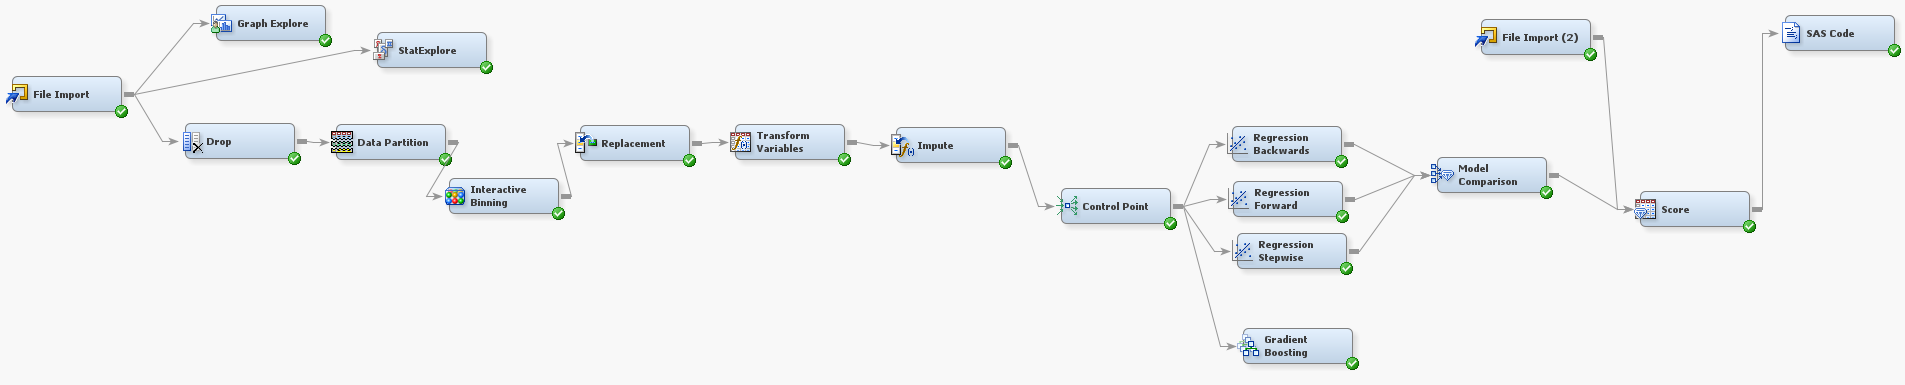 Graph Explore
StatExplore
File Import
Drop
Data Partition
Interactive
Binning
Replacement
Transform
Variables
Impute
Control Point
Regression
Backwards
Regression
Forward
Regression
Stepwise
Gradient
Boosting
Model
Comparison
File Import (2)
Score
SAS Code